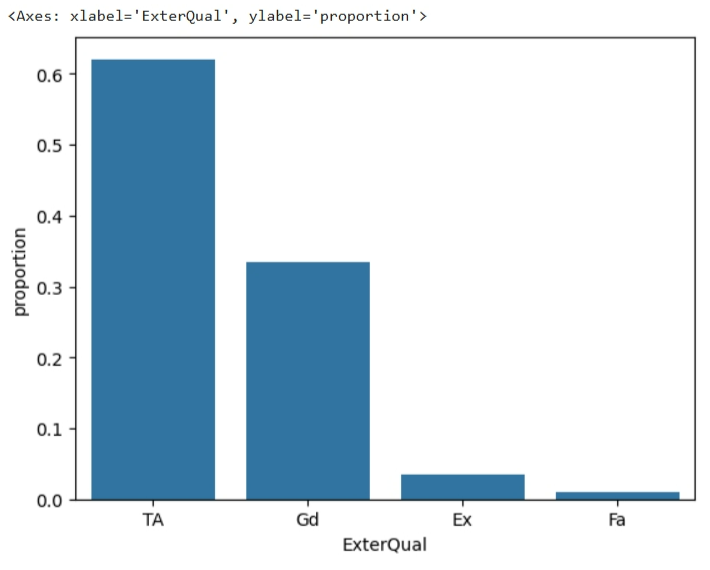 <Axes: xlabel='ExterQual', ylabel='proportion'>
0.6
0.5
0.4
0.3
0.2
0.1
0.0
proportion
TA Gd Ex Fa
ExterQual